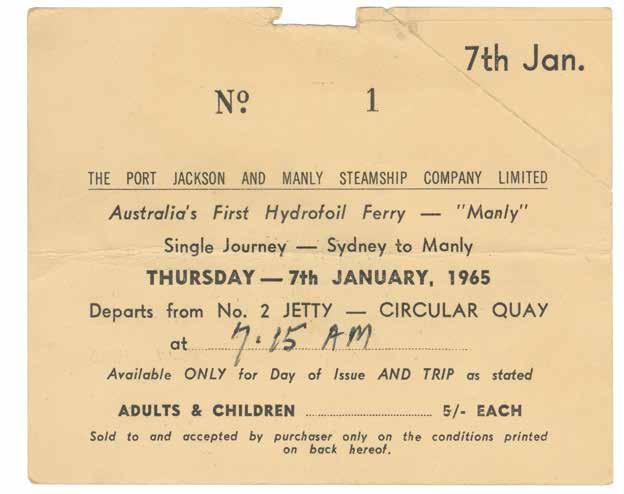 7th Jan.
Nº 1
THE PORT JACKSON AND MANLY STEAMSHIP COMPANY LIMITED
Australia's First Hydrofoil Ferry — "Manly"
Single Journey — Sydney to Manly
THURSDAY — 7th JANUARY, 1965
Departs from No. 2 JETTY — CIRCULAR QUAY
at 7.15 AM
Available ONLY for Day of Issue AND TRIP as stated
ADULTS & CHILDREN ........................ 5/- EACH
Sold to and accepted by purchaser only on the conditions printed
on back hereof.